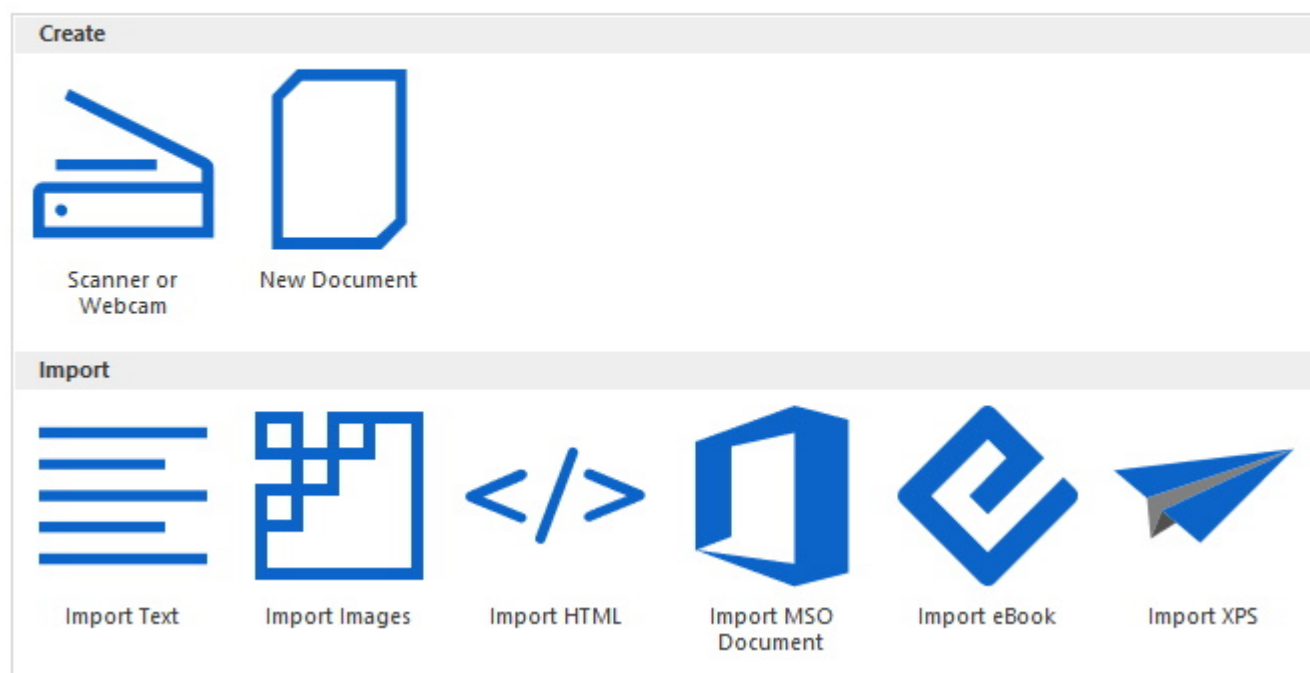 Create
Scanner or
Webcam
New Document
Import
Import Text
Import Images
Import HTML
Import MSO
Document
Import eBook
Import XPS